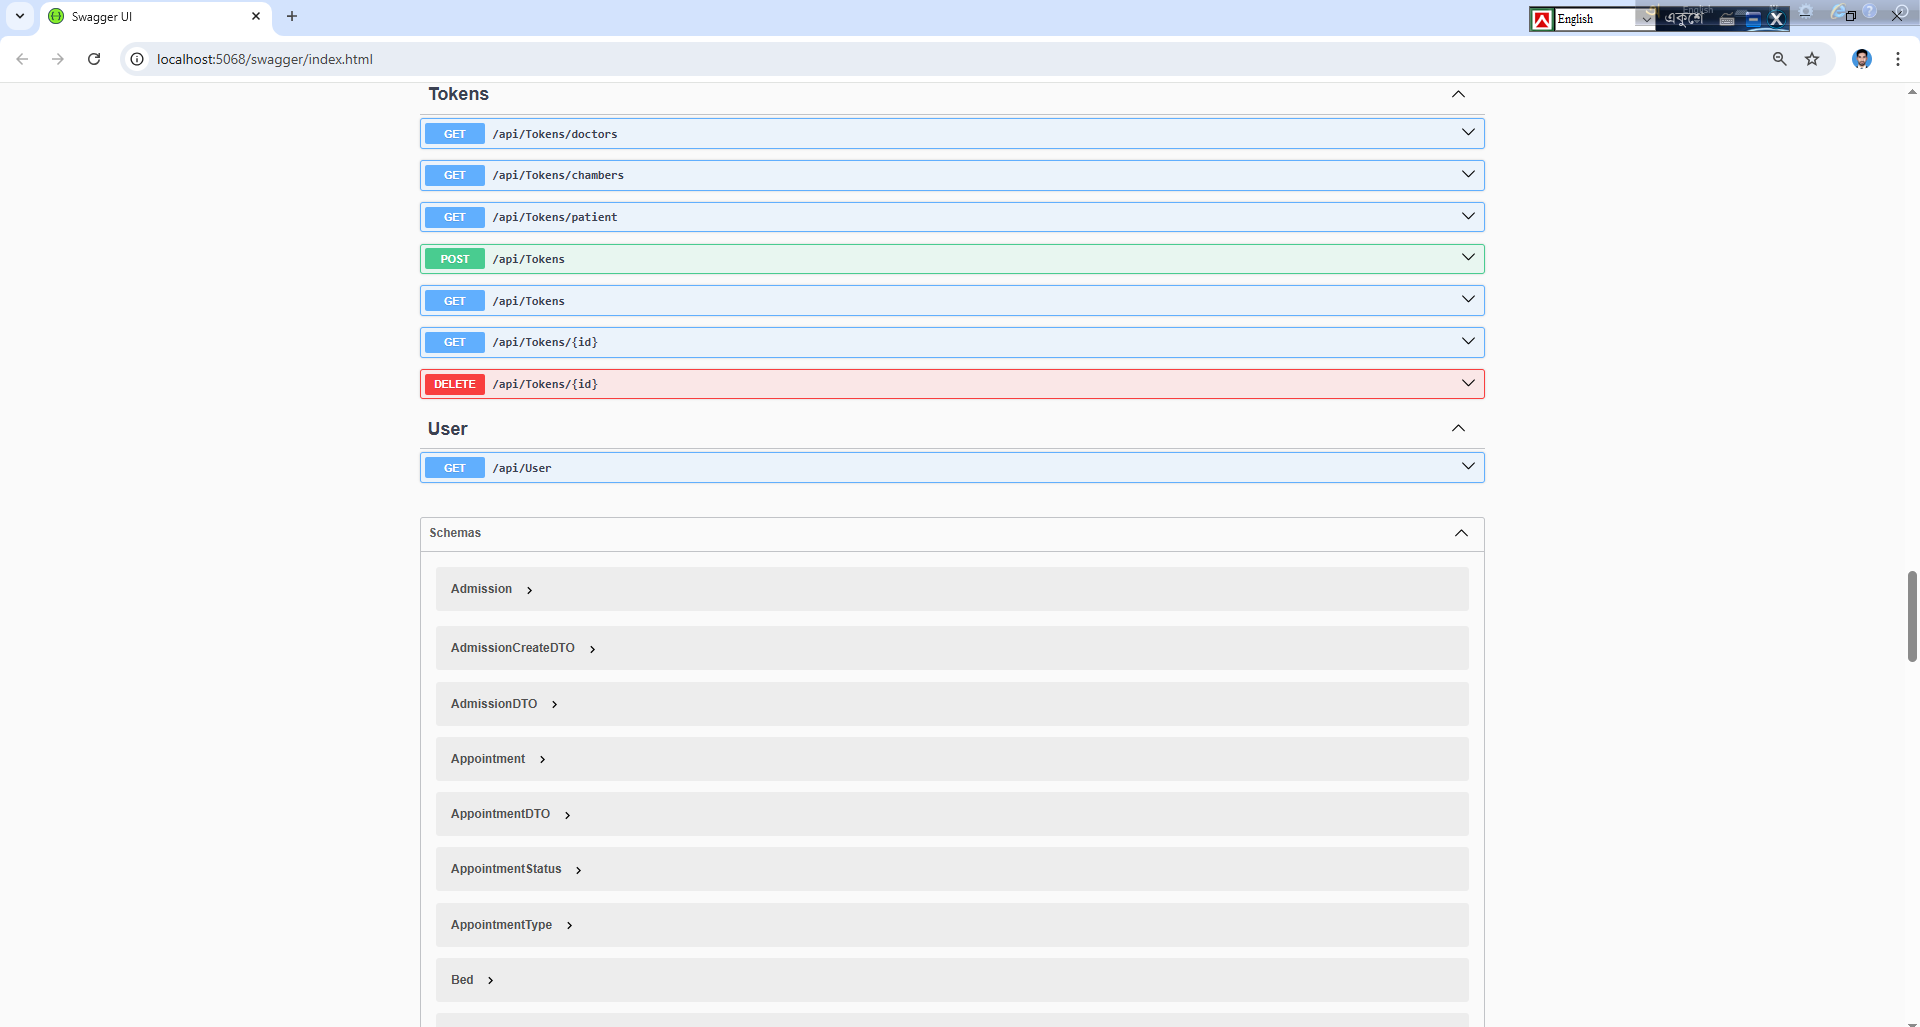 Swagger UI
English
একুশে
localhost:5068/swagger/index.html
Tokens
GET /api/Tokens/doctors
GET /api/Tokens/chambers
GET /api/Tokens/patient
POST /api/Tokens
GET /api/Tokens
GET /api/Tokens/{id}
DELETE /api/Tokens/{id}
User
GET /api/User
Schemas
Admission
AdmissionCreateDTO
AdmissionDTO
Appointment
AppointmentDTO
AppointmentStatus
AppointmentType
Bed